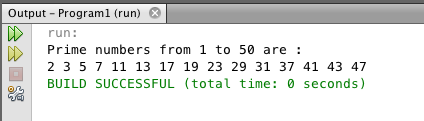 Output – Program1 (run)
run:
Prime numbers from 1 to 50 are :
2 3 5 7 11 13 17 19 23 29 31 37 41 43 47
BUILD SUCCESSFUL (total time: 0 seconds)